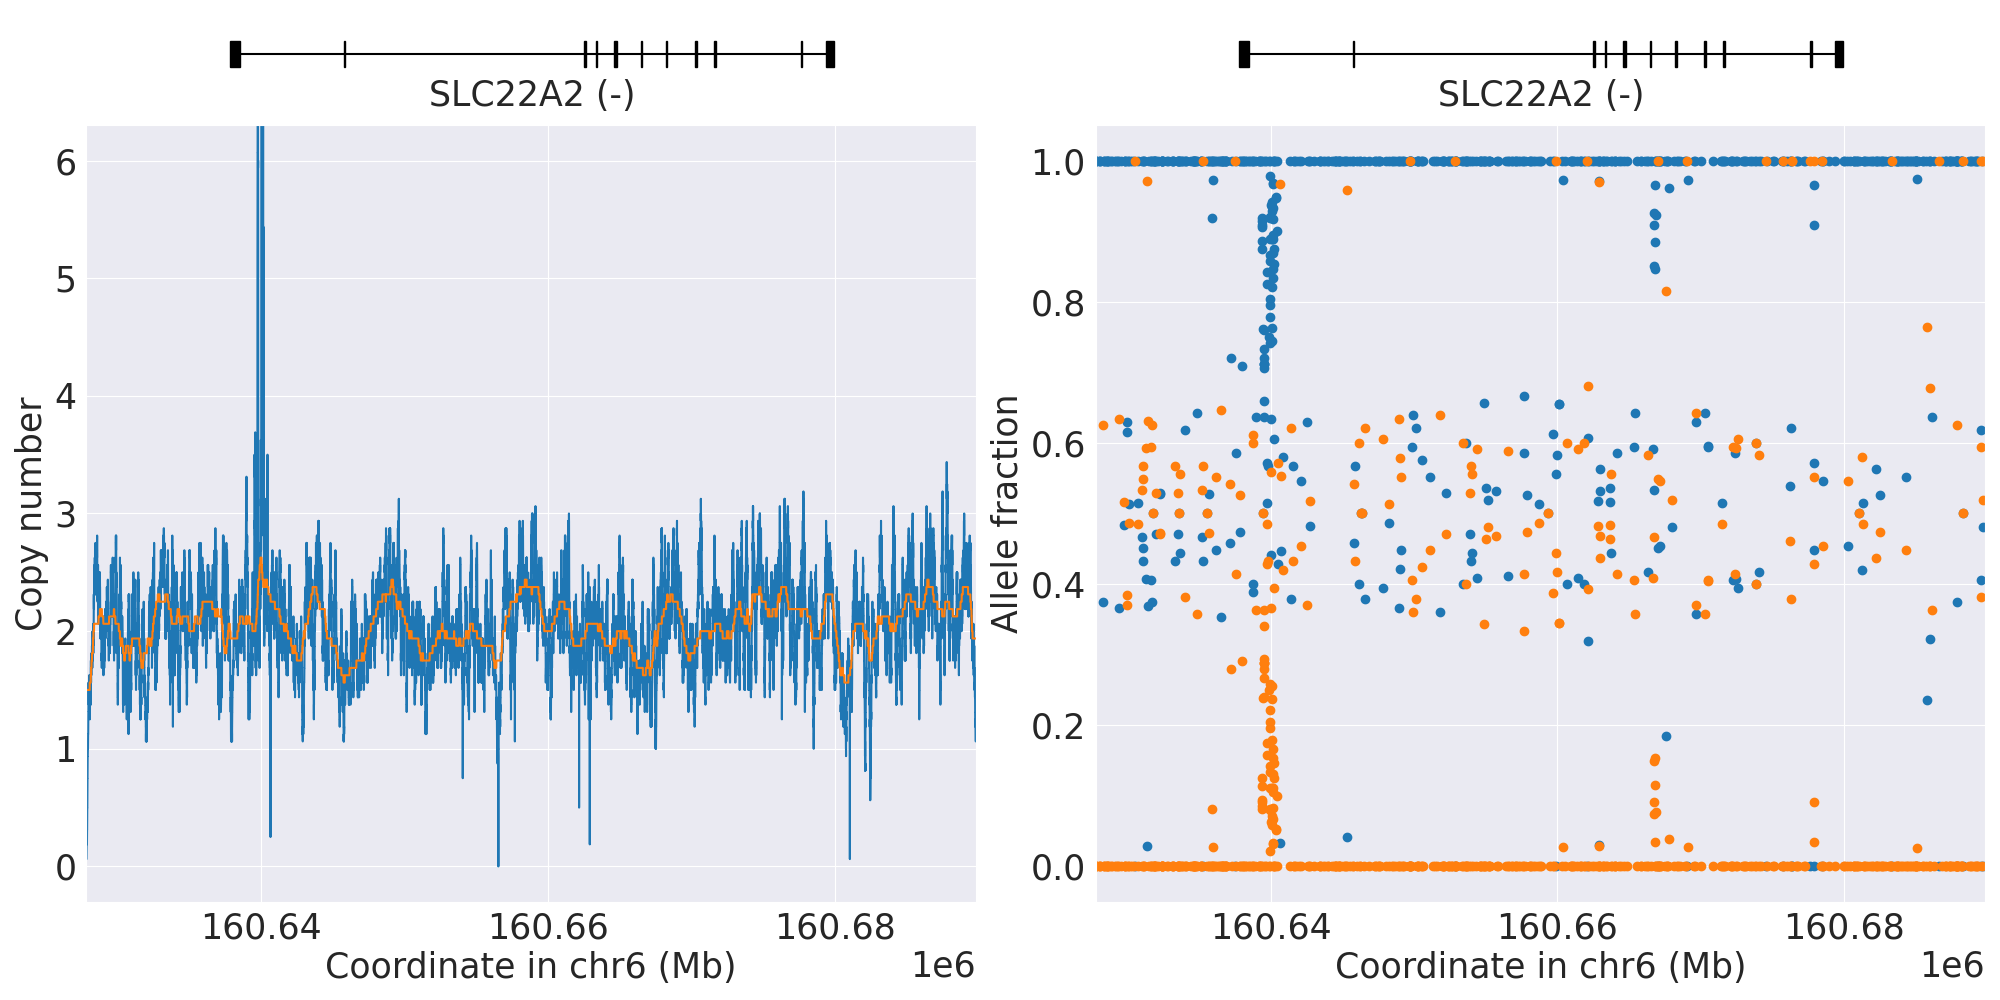 SLC22A2 (-)
Copy number
6
5
4
3
2
1
0
160.64
160.66
160.68
Coordinate in chr6 (Mb)
1e6
SLC22A2 (-)
Allele fraction
1.0
0.8
0.6
0.4
0.2
0.0
160.64
160.66
160.68
Coordinate in chr6 (Mb)
1e6